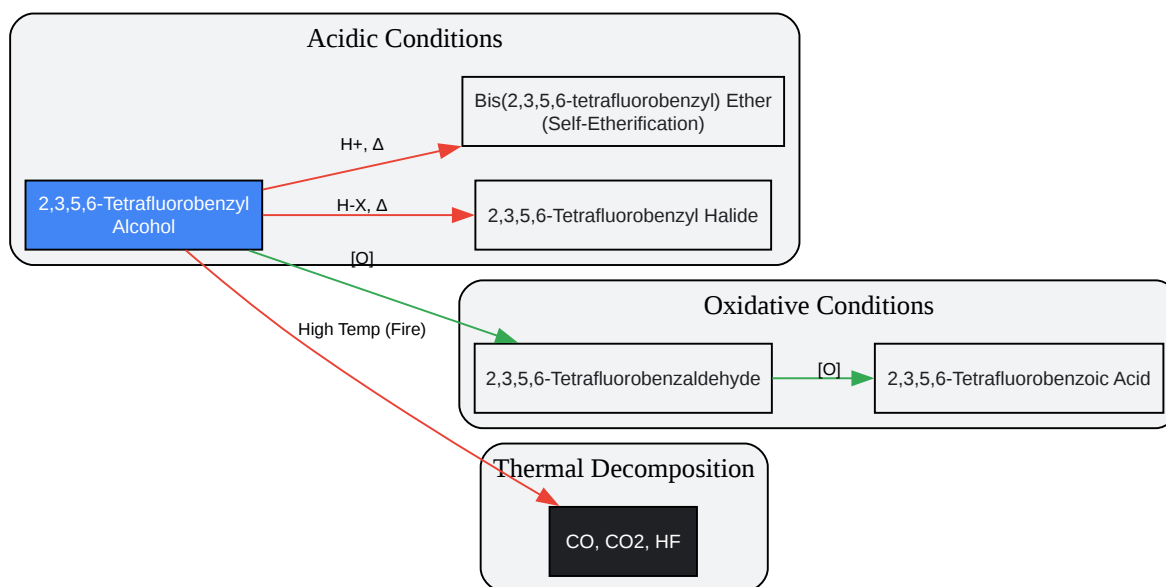 Acidic Conditions
Bis(2,3,5,6-tetrafluorobenzyl) Ether
(Self-Etherification)
H+, Δ
2,3,5,6-Tetrafluorobenzyl
Alcohol
H-X, Δ
2,3,5,6-Tetrafluorobenzyl Halide
[O]
Oxidative Conditions
High Temp (Fire)
2,3,5,6-Tetrafluorobenzaldehyde
[O]
2,3,5,6-Tetrafluorobenzoic Acid
Thermal Decomposition
CO, CO2, HF